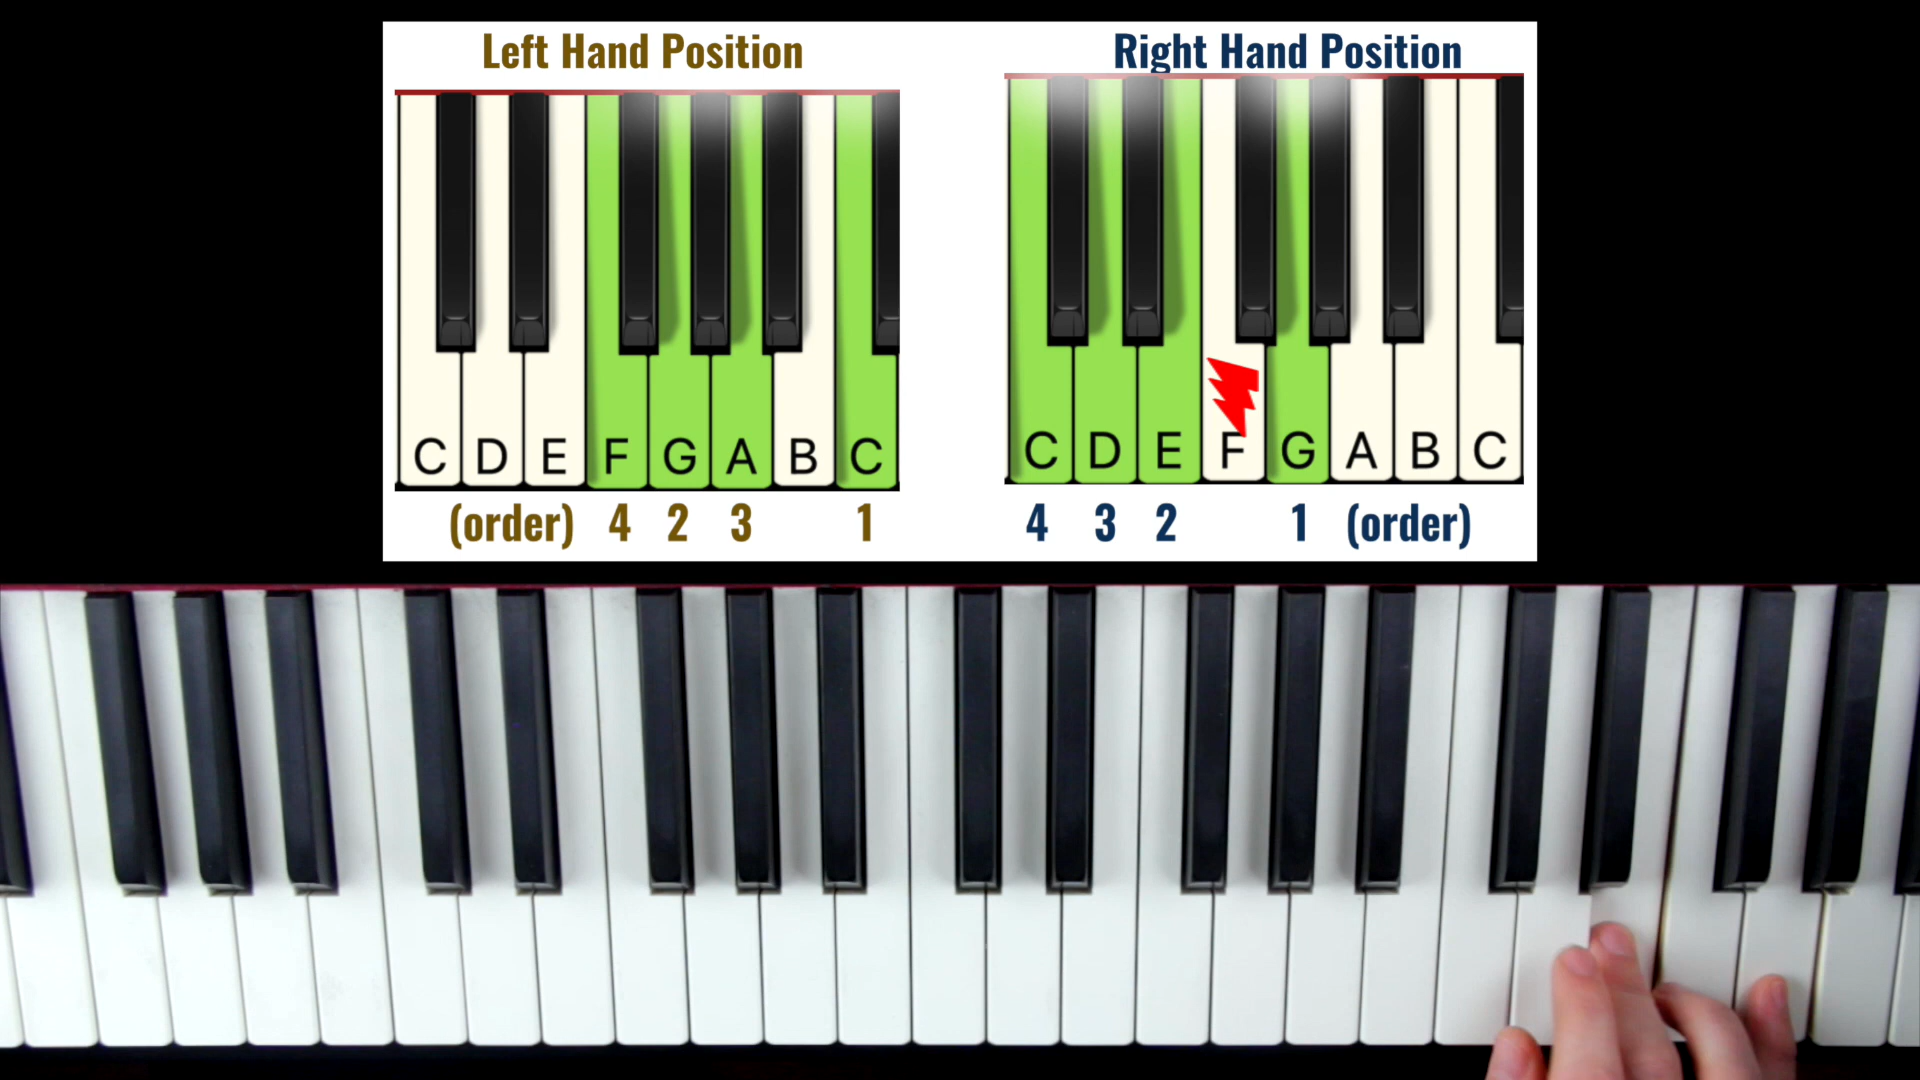 Left Hand Position
C D E F G A B C
(order) 4 2 3 1
Right Hand Position
C D E F G A B C
4 3 2 1 (order)